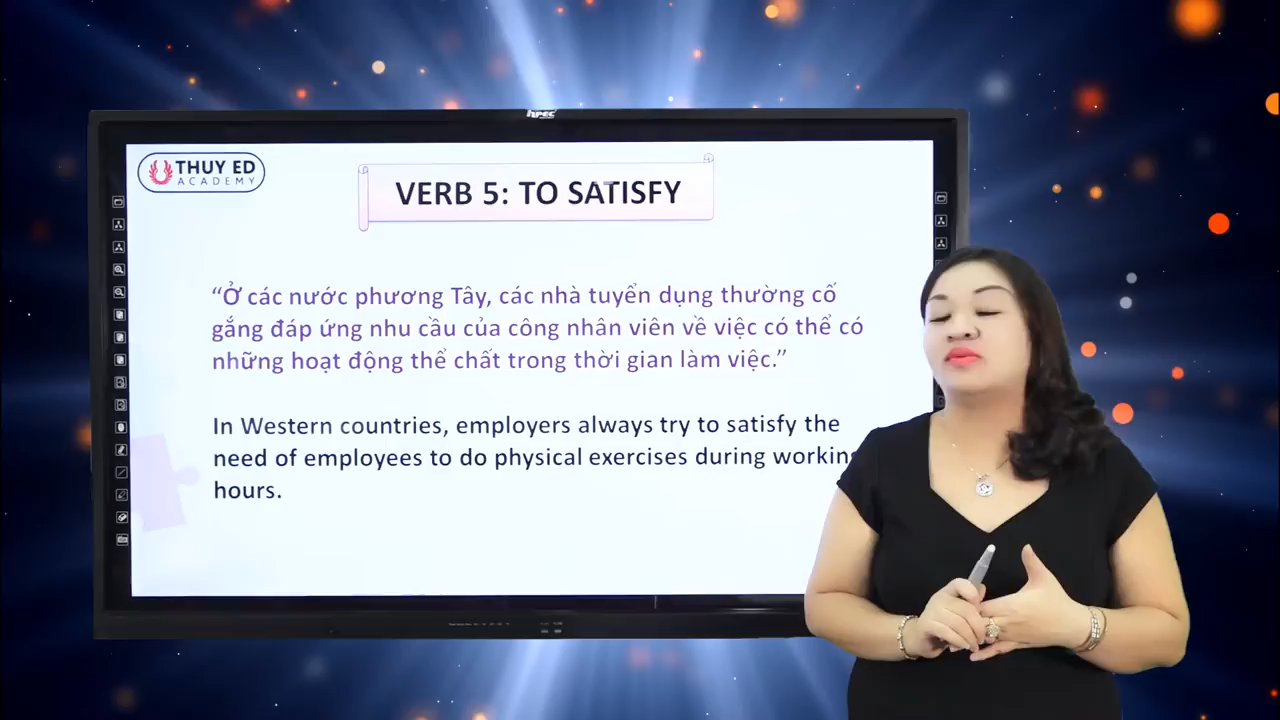 HPEC
THUY ED
ACADEMY
VERB 5: TO SATISFY
“Ở các nước phương Tây, các nhà tuyển dụng thường cố
gắng đáp ứng nhu cầu của công nhân viên về việc có thể có
những hoạt động thể chất trong thời gian làm việc.”
In Western countries, employers always try to satisfy the
need of employees to do physical exercises during working
hours.